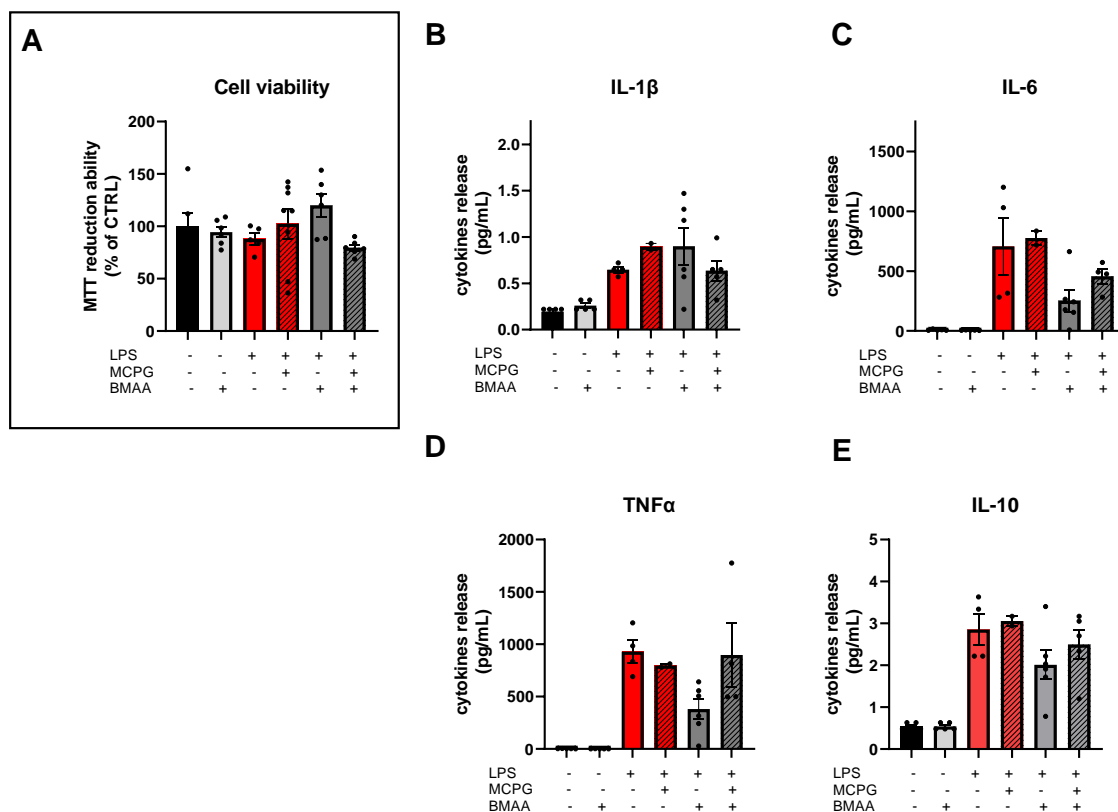 A
Cell viability
MTT reduction ability
(% of CTRL)
200
150
100
50
0
LPS - - + + + +
MCPG - - - + - +
BMAA - + - - + +
B
IL-1β
cytokines release
(pg/mL)
2.0
1.5
1.0
0.5
0.0
LPS - - + + + +
MCPG - - - + - +
BMAA - + - - + +
C
IL-6
cytokines release
(pg/mL)
1500
1000
500
0
LPS - - + + + +
MCPG - - - + - +
BMAA - + - - + +
D
TNFα
cytokines release
(pg/mL)
2000
1500
1000
500
0
LPS - - + + + +
MCPG - - - + - +
BMAA - + - - + +
E
IL-10
cytokines release
(pg/mL)
5
4
3
2
1
0
LPS - - + + + +
MCPG - - - + - +
BMAA - + - - + +